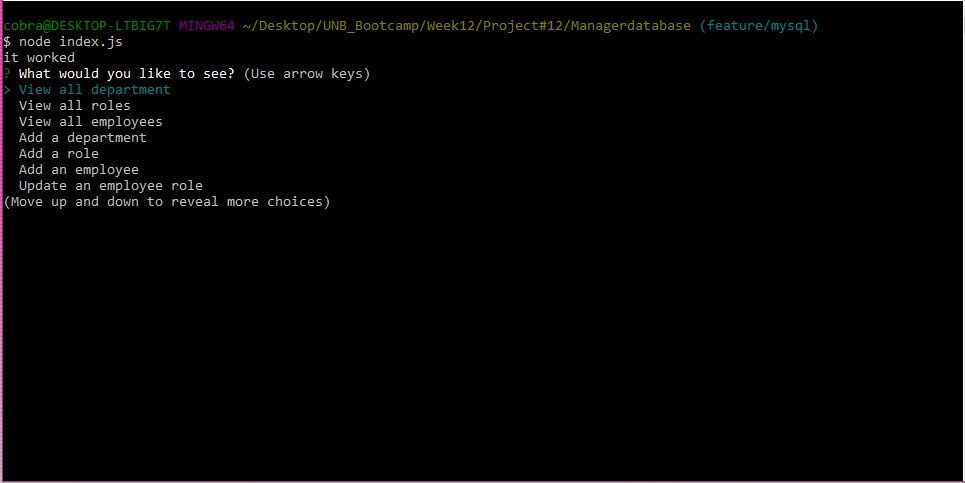 cobra@DESKTOP-LTBIG7T MINGW64 ~/Desktop/UNB_Bootcamp/Week12/Project#12/Managerdatabase (feature/mysql)
$ node index.js
it worked
? What would you like to see? (Use arrow keys)
> View all department
  View all roles
  View all employees
  Add a department
  Add a role
  Add an employee
  Update an employee role
(Move up and down to reveal more choices)